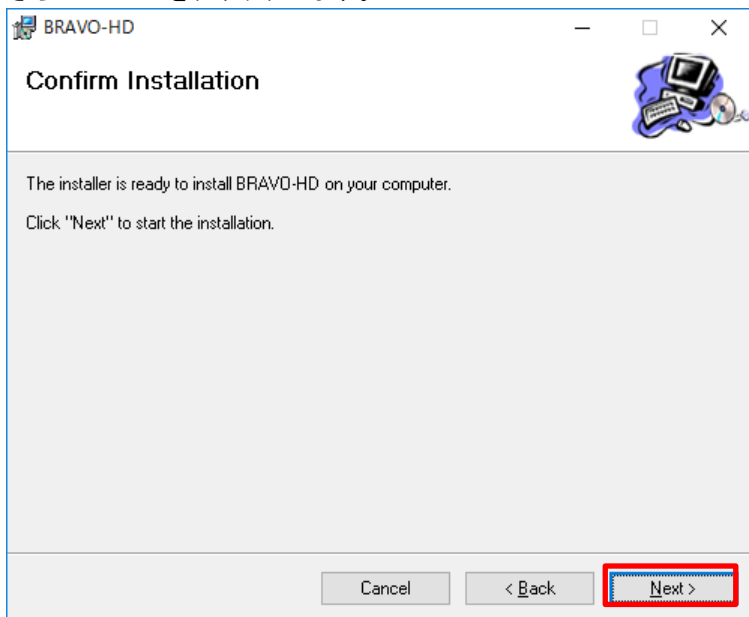 BRAVO-HD
Confirm Installation
The installer is ready to install BRAVO-HD on your computer.
Click "Next" to start the installation.
Cancel
< Back
Next >